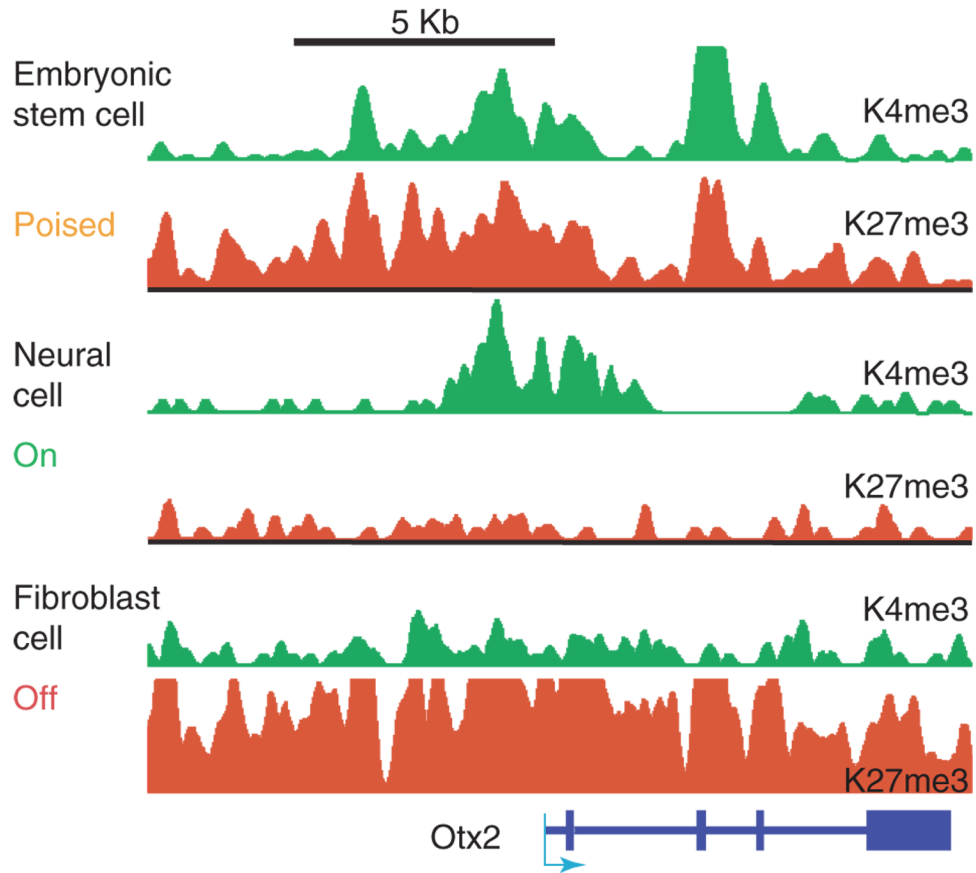 5 Kb
Embryonic
stem cell
K4me3
Poised
K27me3
Neural
cell
K4me3
On
K27me3
Fibroblast
cell
K4me3
Off
K27me3
Otx2